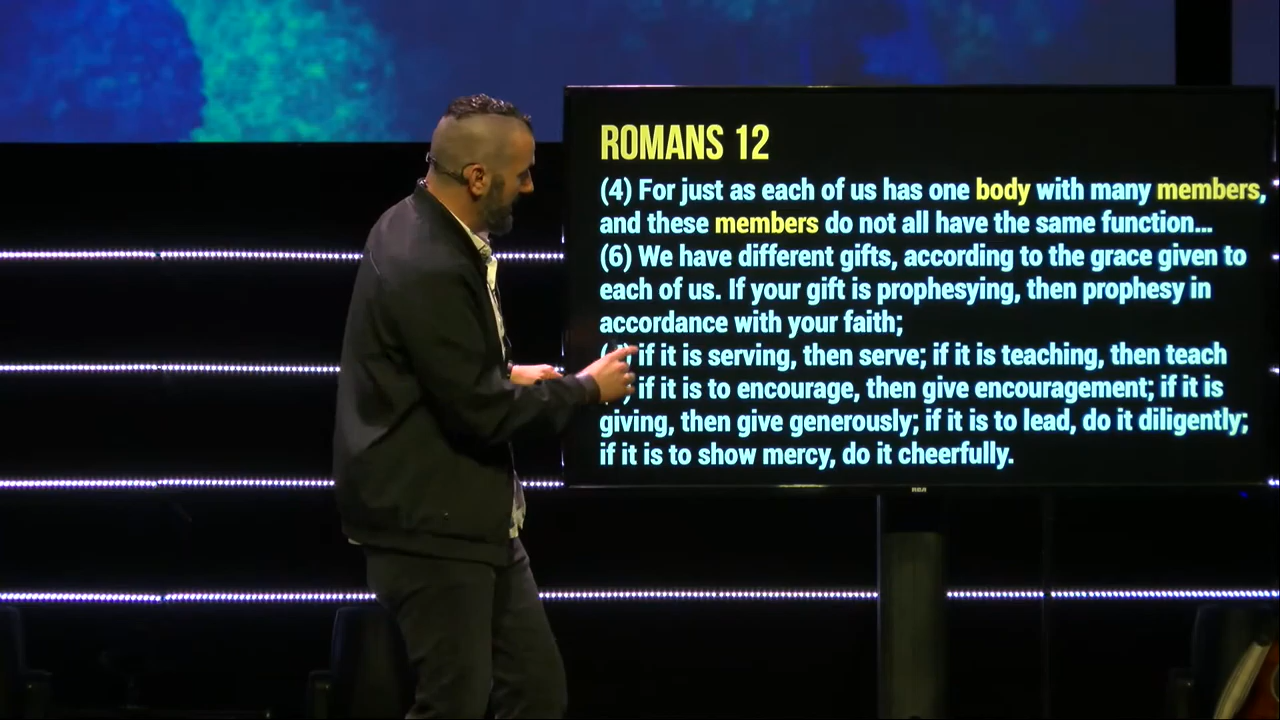 ROMANS 12
(4) For just as each of us has one body with many members,
and these members do not all have the same function...
(6) We have different gifts, according to the grace given to
each of us. If your gift is prophesying, then prophesy in
accordance with your faith;
if it is serving, then serve; if it is teaching, then teach
if it is to encourage, then give encouragement; if it is
giving, then give generously; if it is to lead, do it diligently;
if it is to show mercy, do it cheerfully.
RCA